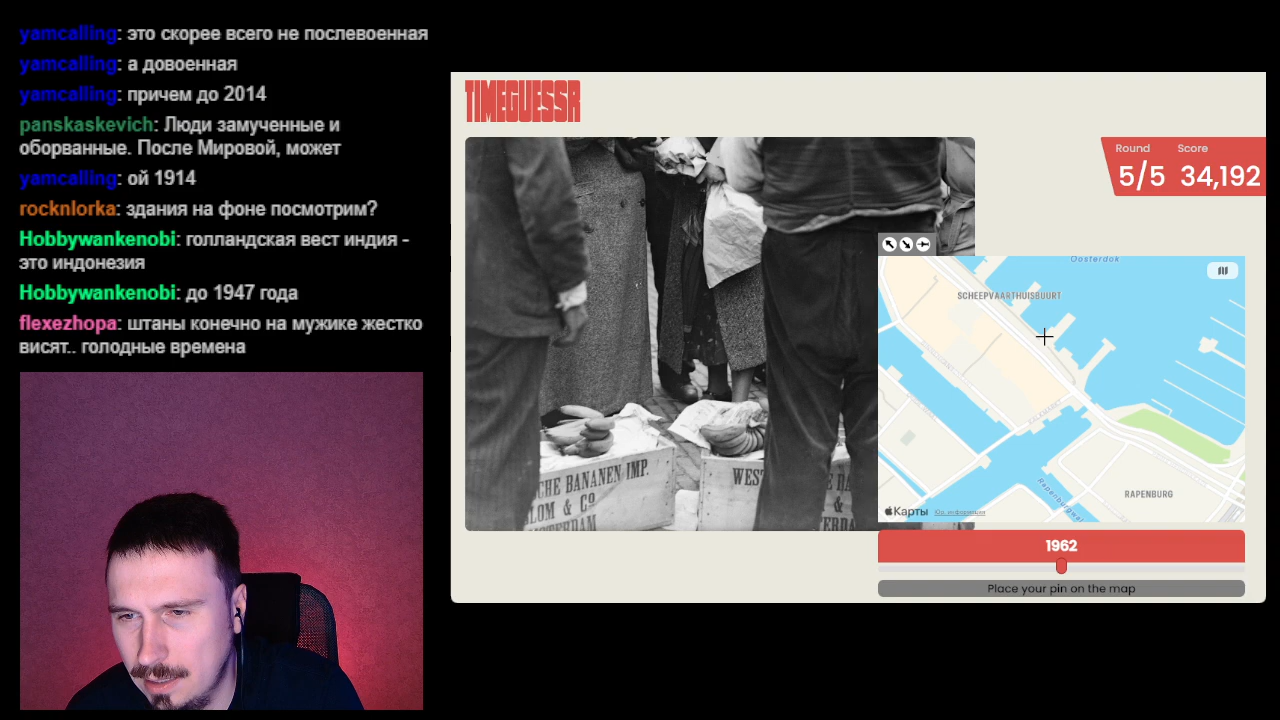 yamcalling: это скорее всего не послевоенная
yamcalling: а довоенная
yamcalling: причем до 2014
panskaskevich: Люди замученные и
оборванные. После Мировой, может
yamcalling: ой 1914
rocknlorka: здания на фоне посмотрим?
Hobbywankenobi: голландская вест индия -
это индонезия
Hobbywankenobi: до 1947 года
flexezhopa: штаны конечно на мужике жестко
висят.. голодные времена
TIMEGUESSR
Round Score
5/5 34,192
Oosterdok
SCHEEPVAARTHUISBUURT
RAPENBURG
Карты
CHE BANANEN IMP.
LOM & Co
AMSTERDAM
WES
1962
Place your pin on the map